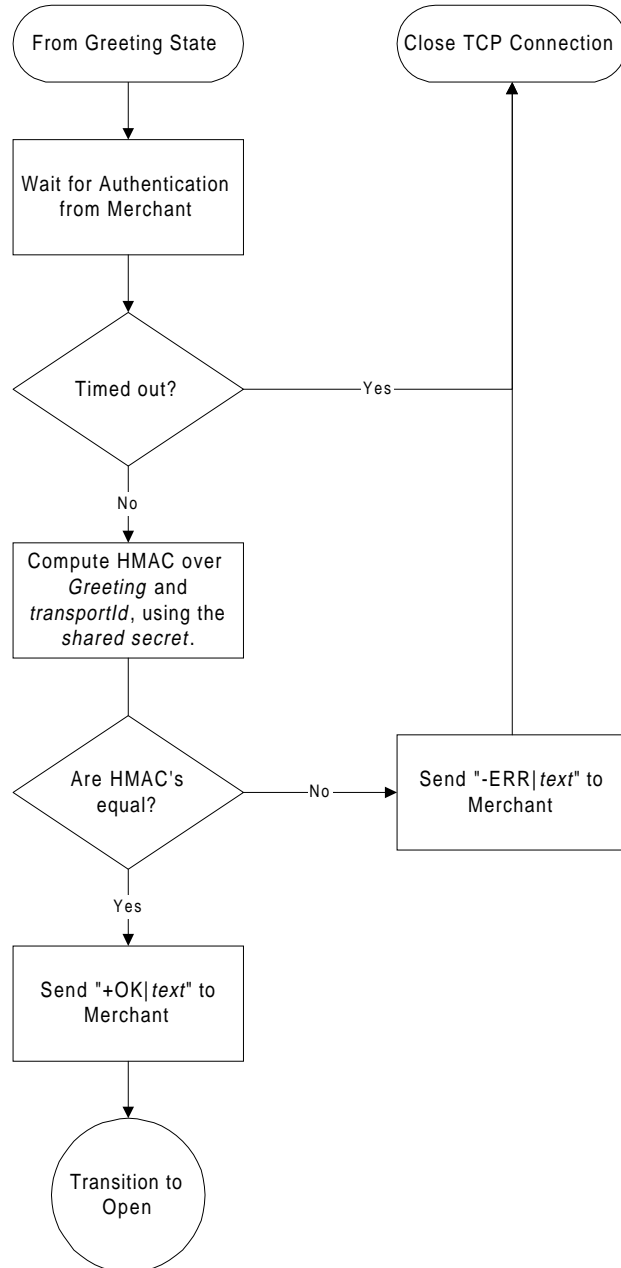 From Greeting State
Close TCP Connection
Wait for Authentication
from Merchant
Timed out?
Yes
No
Compute HMAC over
Greeting and
transportId, using the
shared secret.
Are HMAC's
equal?
No
Send "-ERR|text" to
Merchant
Yes
Send "+OK|text" to
Merchant
Transition to
Open